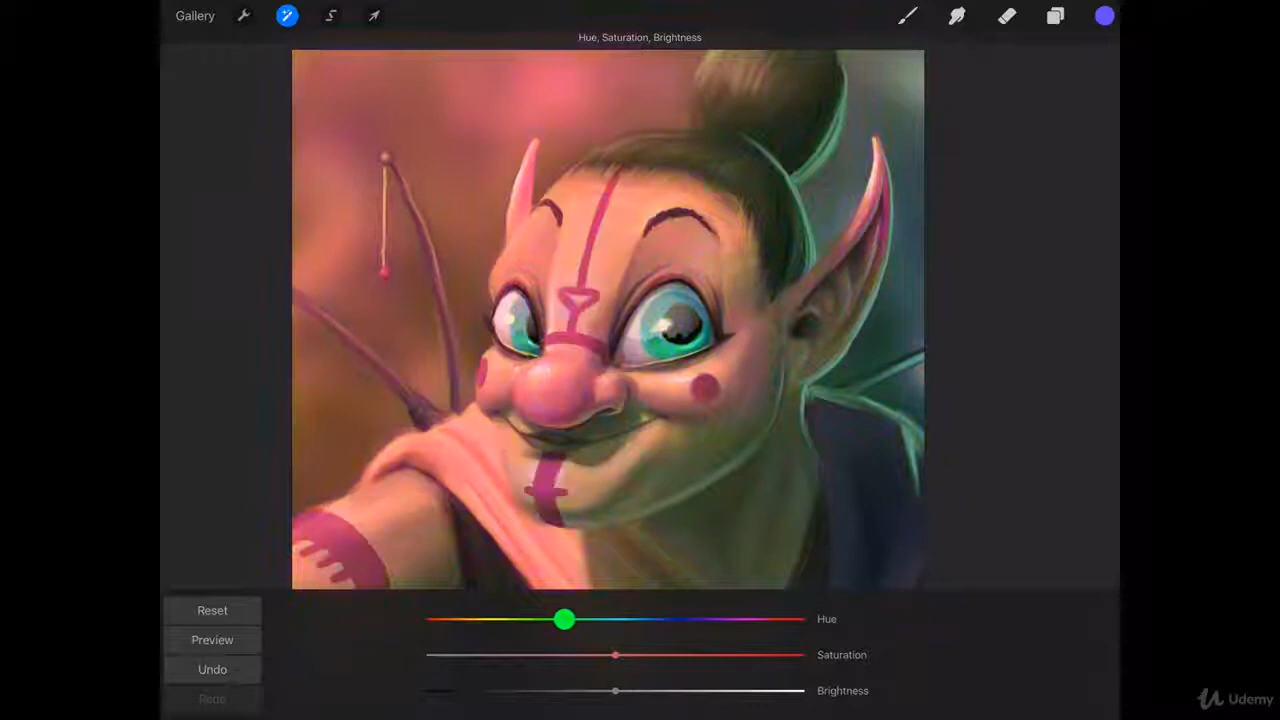 Gallery
Hue, Saturation, Brightness
Reset
Hue
Preview
Saturation
Undo
Brightness
Redo
Udemy